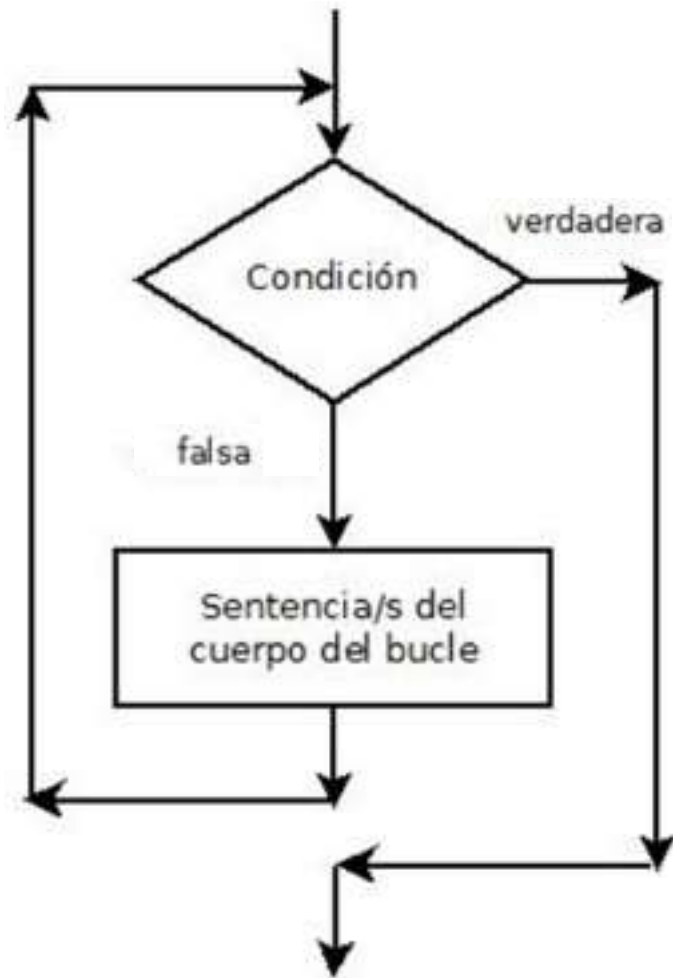 Condición
verdadera
falsa
Sentencia/s del
cuerpo del bucle